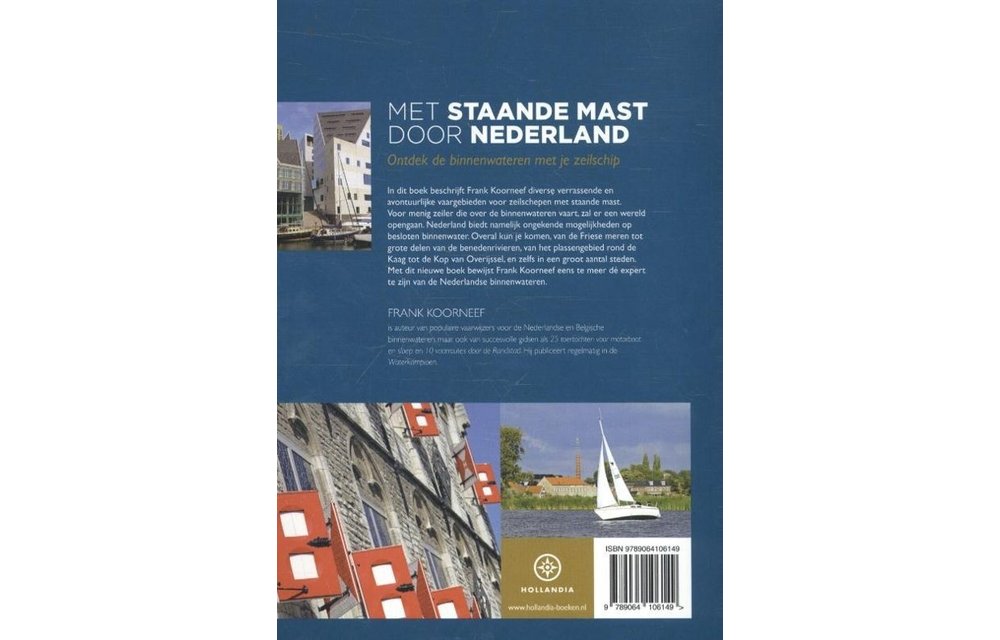 MET STAANDE MAST
DOOR NEDERLAND
Ontdek de binnenwateren met je zeilschip
In dit boek beschrijft Frank Koorneef diverse verrassende en
avontuurlijke vaargebieden voor zeilschepen met staande mast.
Voor menig zeiler die over de binnenwateren vaart, zal er een wereld
opengaan. Nederland biedt namelijk ongekende mogelijkheden op
besloten binnenwater. Overal kun je komen, van de Friese meren tot
grote delen van de benedenrivieren, van het plassengebied rond de
Kaag tot de Kop van Overijssel, en zelfs in een groot aantal steden.
Met dit nieuwe boek bewijst Frank Koorneef eens te meer dé expert
te zijn van de Nederlandse binnenwateren.
FRANK KOORNEEF
is auteur van populaire vaarwijzers voor de Nederlandse en Belgische
binnenwateren maar ook van succesvolle gidsen als 25 toertochten voor motorboot
en sloep en 10 vaarroutes door de Randstad. Hij publiceert regelmatig in de
Waterkampioen.
ISBN 9789064106149
HOLLANDIA
www.hollandia-boeken.nl
9 789064 106149 >